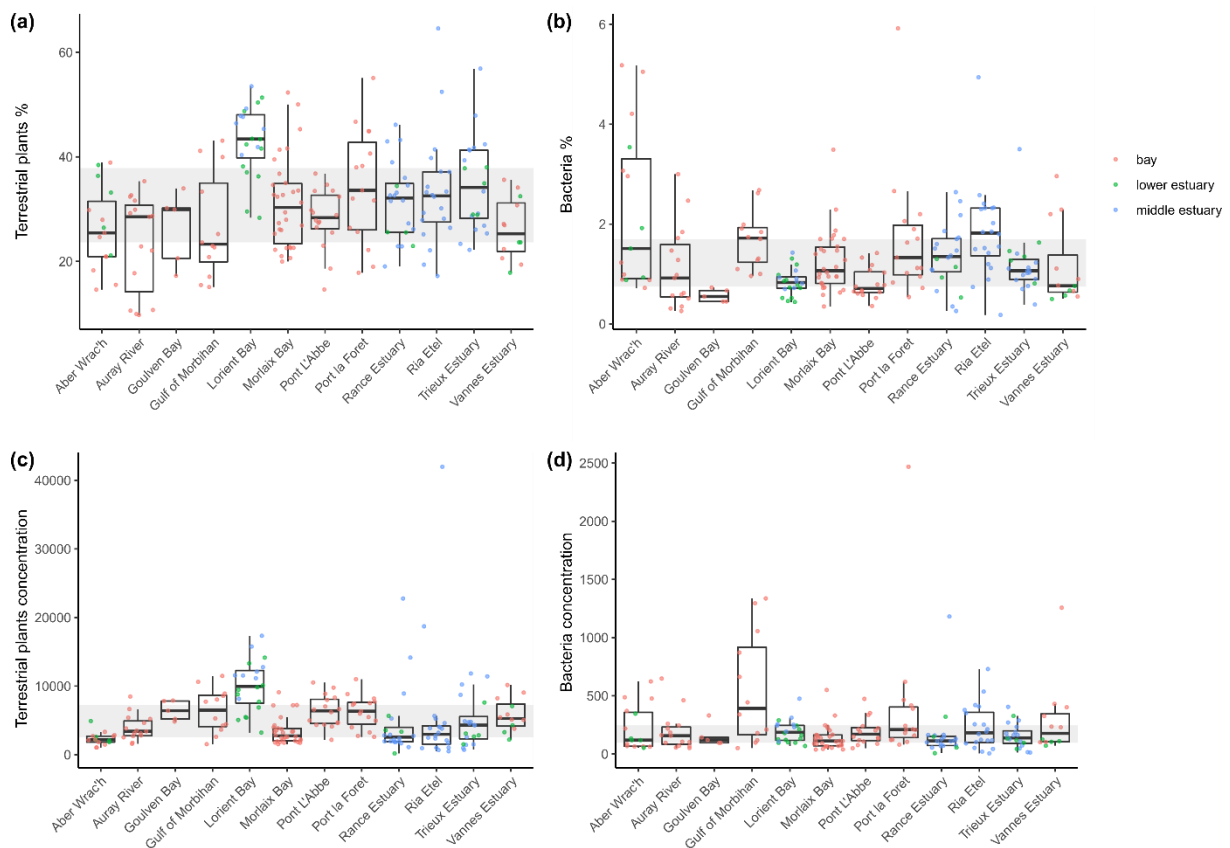 (a)
Terrestrial plants %
60
40
20
Aber Wrac'h
Auray River
Goulven Bay
Gulf of Morbihan
Lorient Bay
Morlaix Bay
Pont L'Abbe
Port la Foret
Rance Estuary
Ria Etel
Trieux Estuary
Vannes Estuary
(b)
Bacteria %
6
4
2
0
Aber Wrac'h
Auray River
Goulven Bay
Gulf of Morbihan
Lorient Bay
Morlaix Bay
Pont L'Abbe
Port la Foret
Rance Estuary
Ria Etel
Trieux Estuary
Vannes Estuary
bay
lower estuary
middle estuary
(c)
Terrestrial plants concentration
40000
30000
20000
10000
0
Aber Wrac'h
Auray River
Goulven Bay
Gulf of Morbihan
Lorient Bay
Morlaix Bay
Pont L'Abbe
Port la Foret
Rance Estuary
Ria Etel
Trieux Estuary
Vannes Estuary
(d)
Bacteria concentration
2500
2000
1500
1000
500
0
Aber Wrac'h
Auray River
Goulven Bay
Gulf of Morbihan
Lorient Bay
Morlaix Bay
Pont L'Abbe
Port la Foret
Rance Estuary
Ria Etel
Trieux Estuary
Vannes Estuary